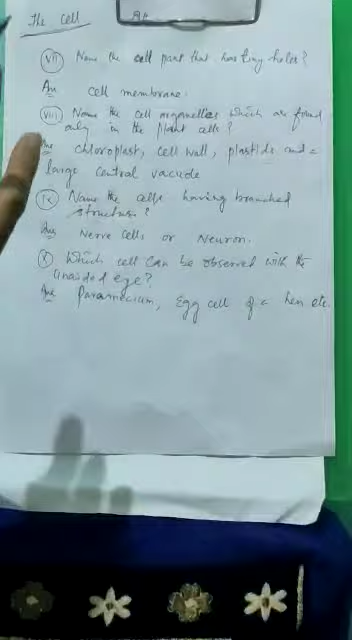 The Cell
(vii) Name the cell part that has tiny holes?
Ans cell membrane.
(viii) Name the cell organelles which are found
only in the plant cells?
Ans chloroplast, cell wall, plastids and a
large central vacuole
(ix) Name the cells having branched
structure?
Ans Nerve cells or Neuron.
(x) Which cell can be observed with the
unaided eye?
Ans Paramecium, Egg cell of a hen etc.